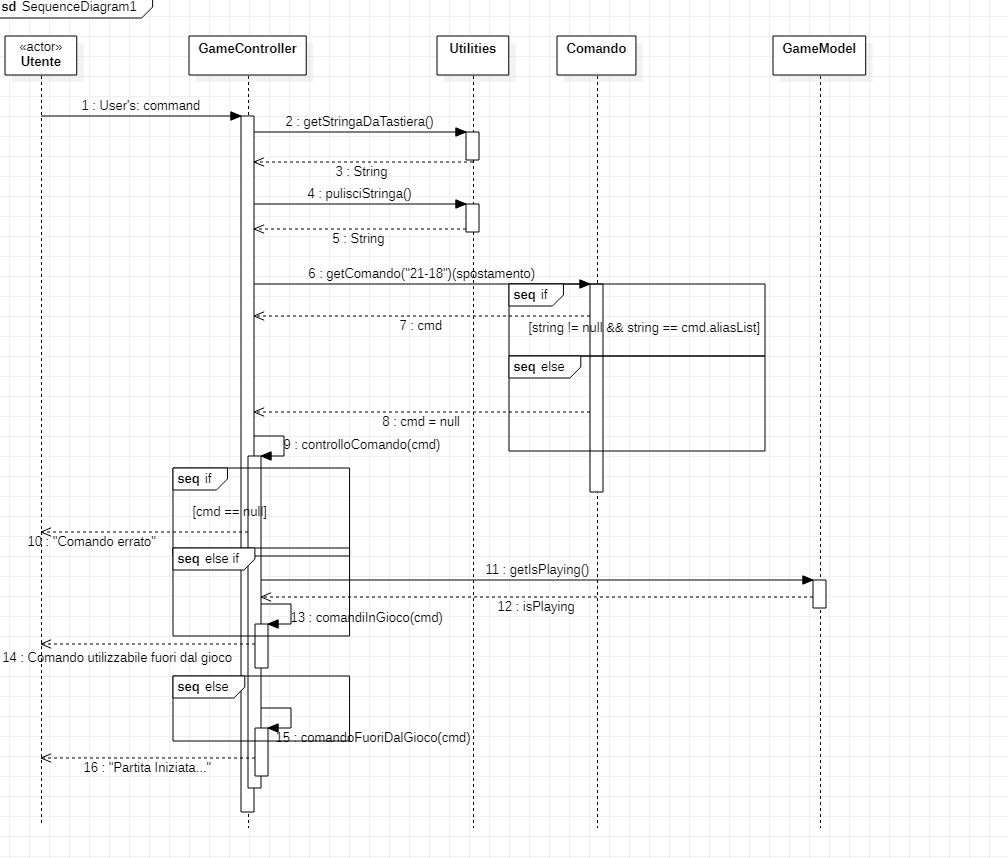 sd SequenceDiagram1
«actor»
Utente
GameController
Utilities
Comando
GameModel
1 : User's: command
2 : getStringaDaTastiera()
3 : String
4 : pulisciStringa()
5 : String
6 : getComando("21-18")(spostamento)
seq if
7 : cmd
[string != null && string == cmd.aliasList]
seq else
8 : cmd = null
9 : controlloComando(cmd)
seq if
[cmd == null]
10 : "Comando errato"
seq else if
11 : getIsPlaying()
12 : isPlaying
13 : comandiInGioco(cmd)
14 : Comando utilizzabile fuori dal gioco
seq else
15 : comandoFuoriDalGioco(cmd)
16 : "Partita Iniziata..."